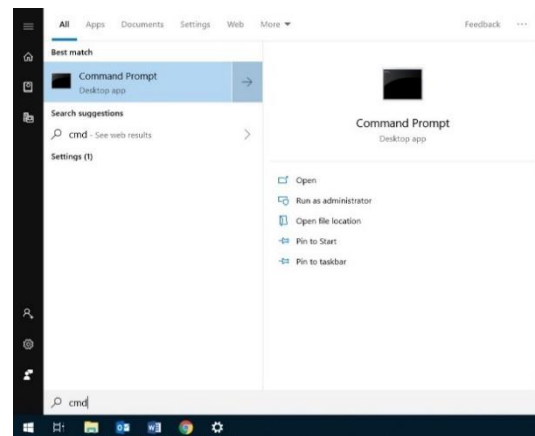 All Apps Documents Settings Web More Feedback ...
Best match
Command Prompt
Desktop app
Search suggestions
cmd - See web results
Settings (1)
Command Prompt
Desktop app
Open
Run as administrator
Open file location
Pin to Start
Pin to taskbar
cmd